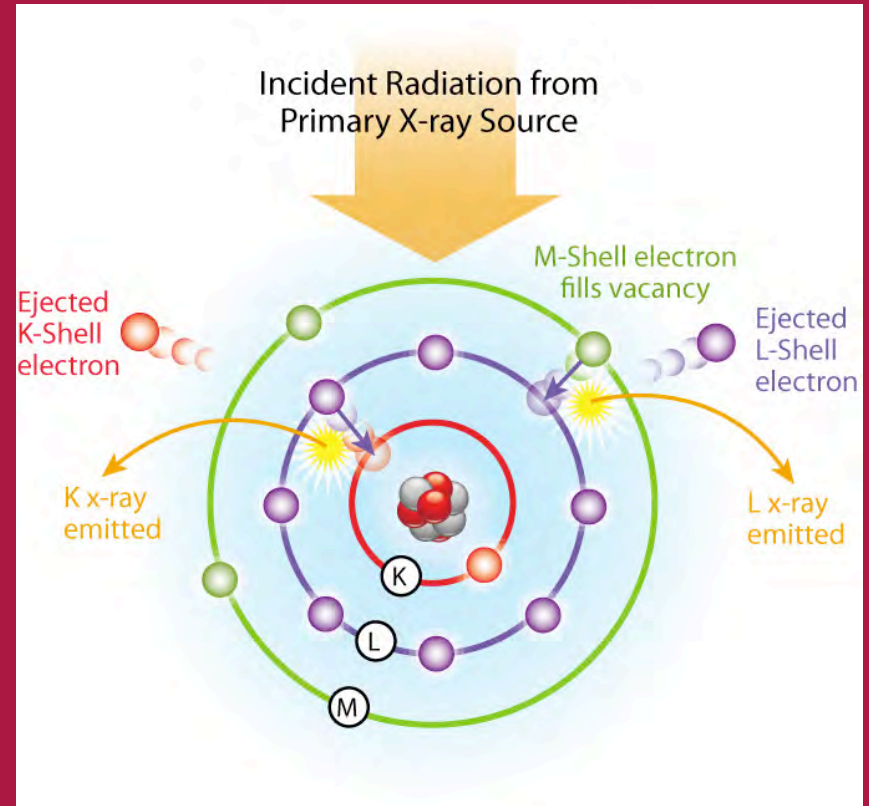 Incident Radiation from
Primary X-ray Source
M-Shell electron
fills vacancy
Ejected
K-Shell
electron
Ejected
L-Shell
electron
K x-ray
emitted
L x-ray
emitted
K
L
M